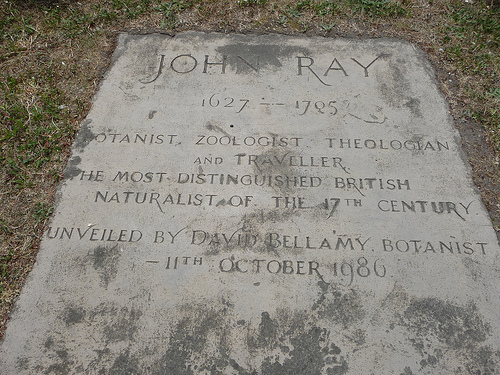 JOHN RAY
1627 – 1705
BOTANIST, ZOOLOGIST, THEOLOGIAN
AND TRAVELLER,
THE MOST DISTINGUISHED BRITISH
NATURALIST OF THE 17TH CENTURY
UNVEILED BY DAVID BELLAMY, BOTANIST
– 11TH OCTOBER 1986